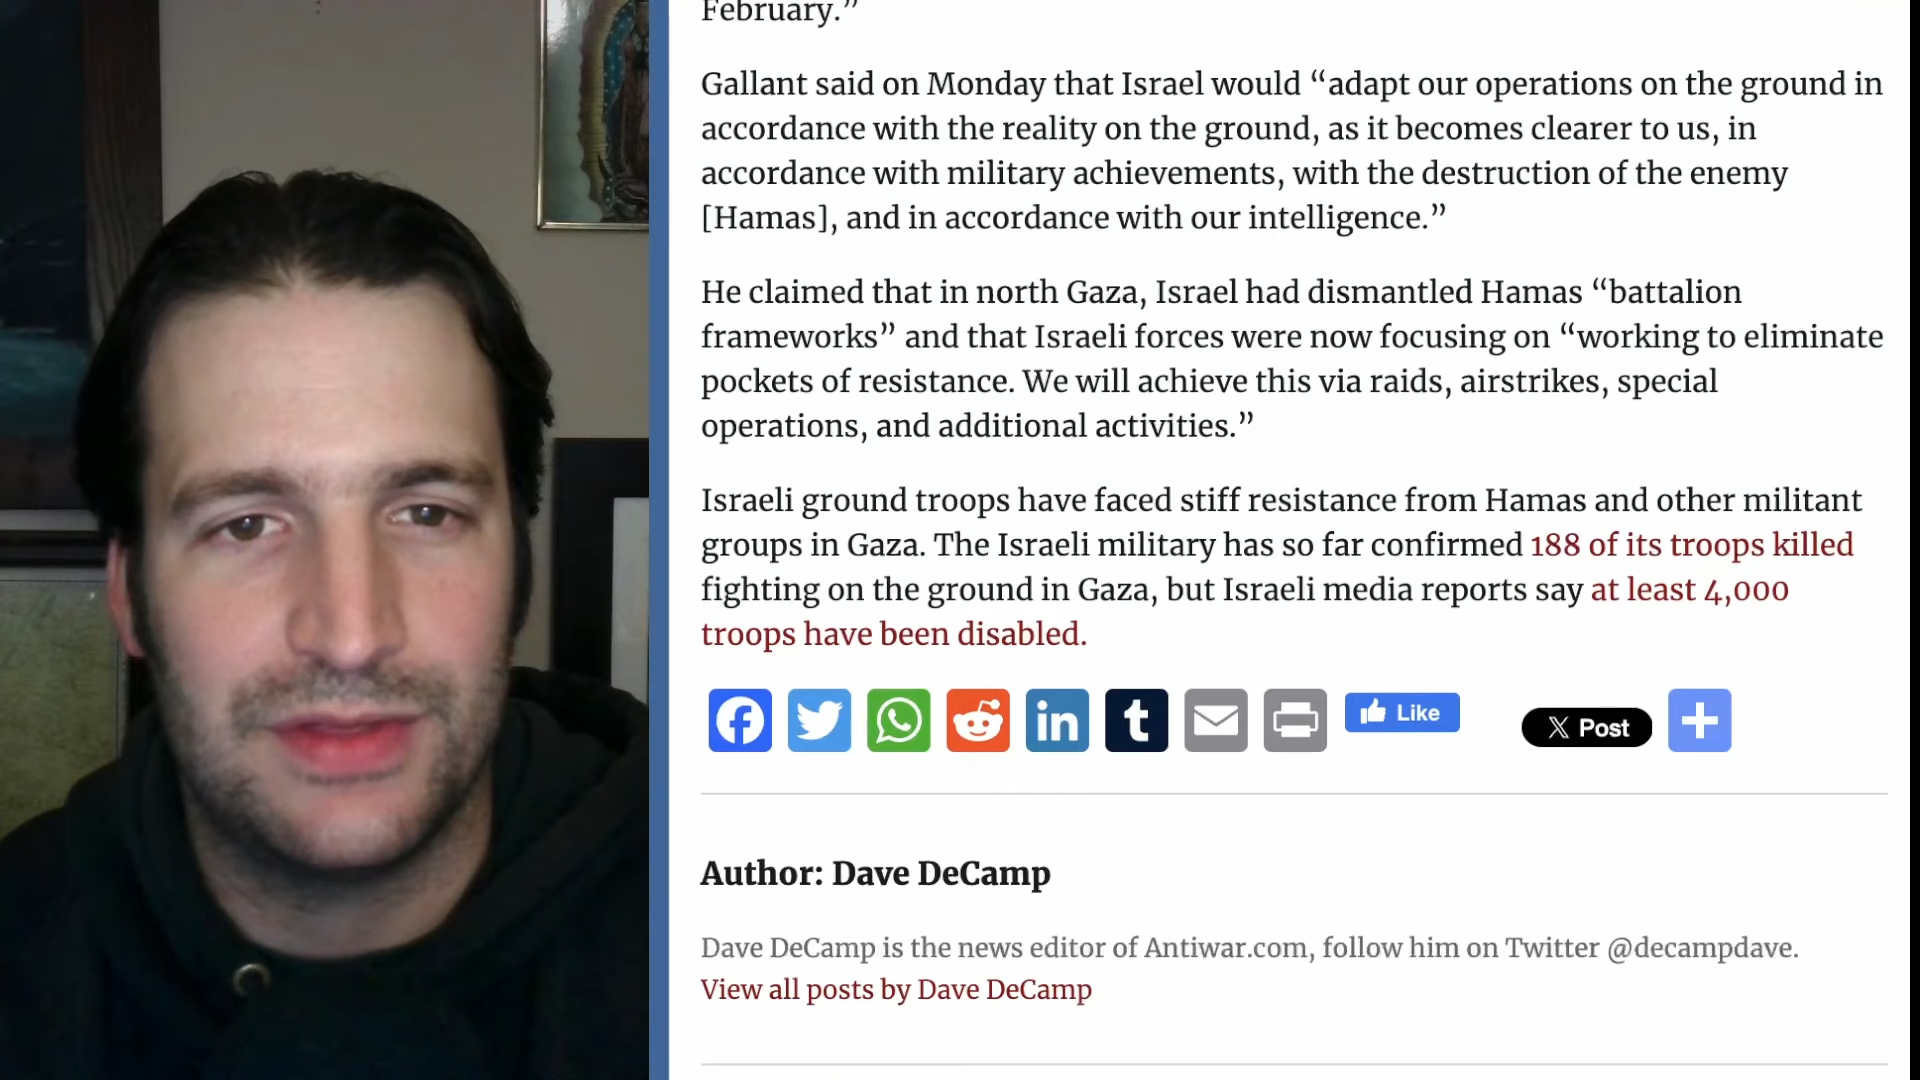 February.”
Gallant said on Monday that Israel would “adapt our operations on the ground in
accordance with the reality on the ground, as it becomes clearer to us, in
accordance with military achievements, with the destruction of the enemy
[Hamas], and in accordance with our intelligence.”
He claimed that in north Gaza, Israel had dismantled Hamas “battalion
frameworks” and that Israeli forces were now focusing on “working to eliminate
pockets of resistance. We will achieve this via raids, airstrikes, special
operations, and additional activities.”
Israeli ground troops have faced stiff resistance from Hamas and other militant
groups in Gaza. The Israeli military has so far confirmed 188 of its troops killed
fighting on the ground in Gaza, but Israeli media reports say at least 4,000
troops have been disabled.
Like
X Post
Author: Dave DeCamp
Dave DeCamp is the news editor of Antiwar.com, follow him on Twitter @decampdave.
View all posts by Dave DeCamp